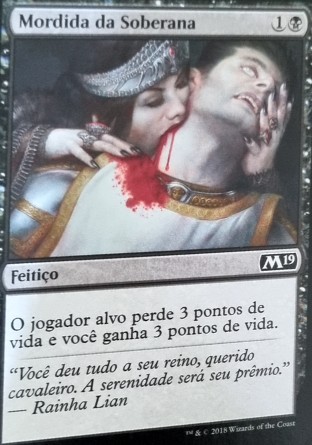 Mordida da Soberana 1
Feitiço
M19
O jogador alvo perde 3 pontos de
vida e você ganha 3 pontos de vida.
“Você deu tudo a seu reino, querido
cavaleiro. A serenidade será seu prêmio.”
— Rainha Lian
™ & © 2018 Wizards of the Coast